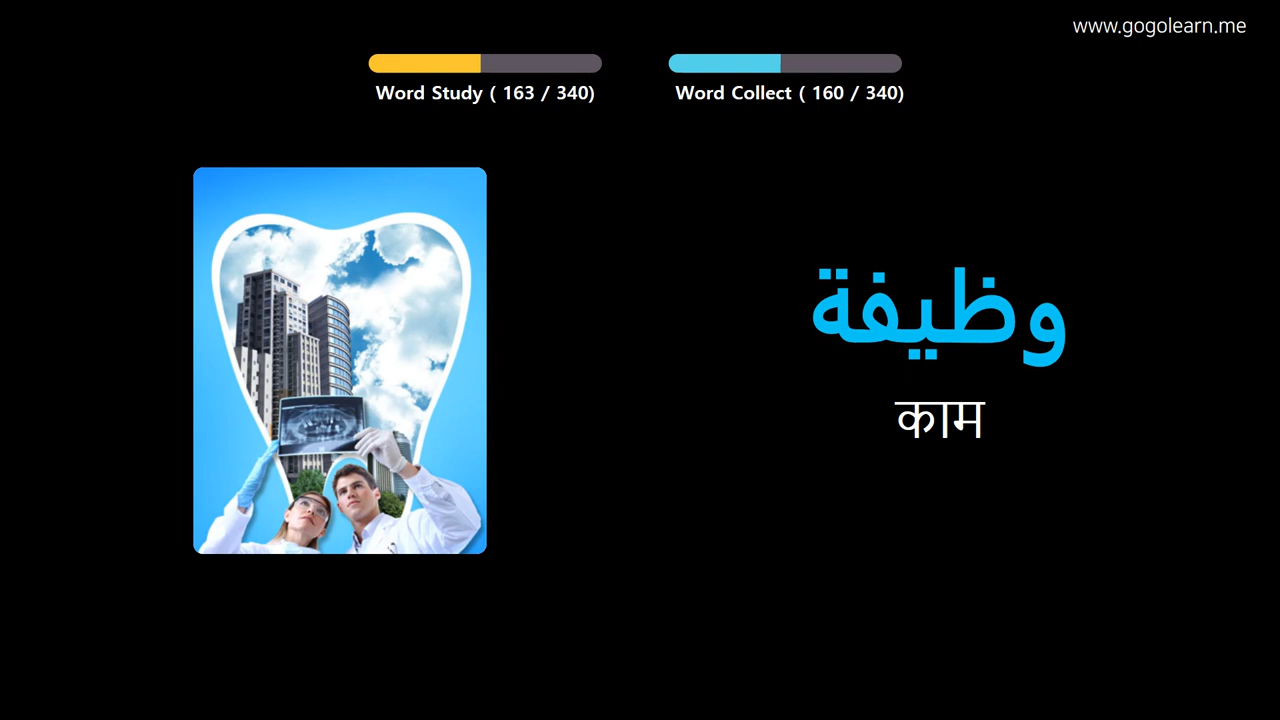 www.gogolearn.me
Word Study ( 163 / 340)
Word Collect ( 160 / 340)
وظيفة
काम